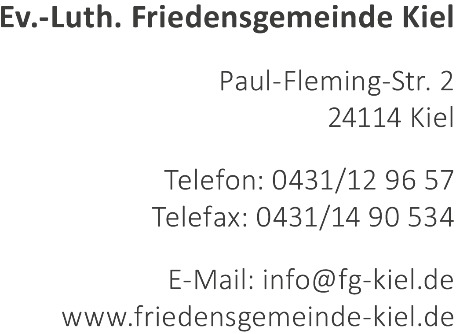 Ev.-Luth. Friedensgemeinde Kiel
Paul-Fleming-Str. 2
24114 Kiel
Telefon: 0431/12 96 57
Telefax: 0431/14 90 534
E-Mail: info@fg-kiel.de
www.friedensgemeinde-kiel.de